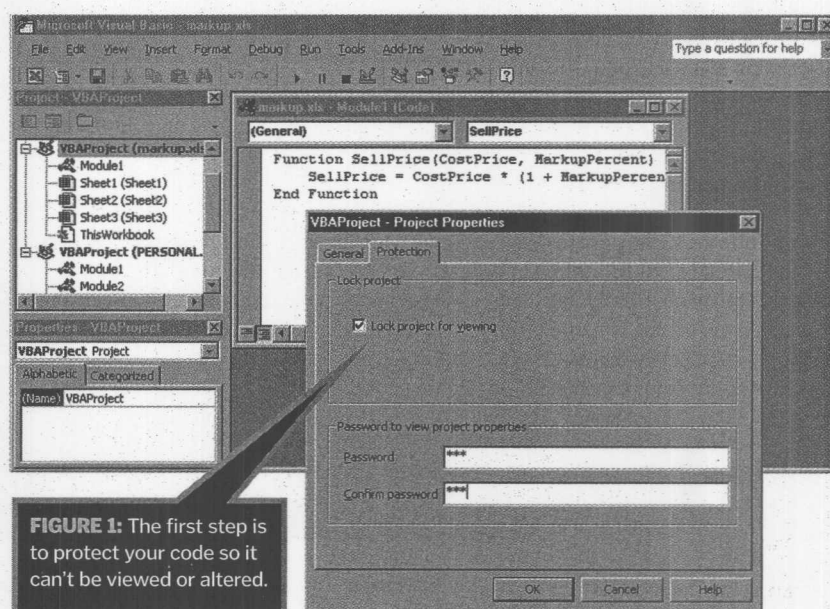 Microsoft Visual Basic - markup.xls
File Edit View Insert Format Debug Run Tools Add-Ins Window Help
Type a question for help
Project - VBAProject
VBAProject (markup.xls
Module1
Sheet1 (Sheet1)
Sheet2 (Sheet2)
Sheet3 (Sheet3)
ThisWorkbook
VBAProject (PERSONAL.
Module1
Module2
Properties - VBAProject
VBAProject Project
Alphabetic Categorized
(Name) VBAProject
markup.xls - Module1 (Code)
(General) SellPrice
Function SellPrice(CostPrice, MarkupPercent)
SellPrice = CostPrice * (1 + MarkupPercen
End Function
VBAProject - Project Properties
General Protection
Lock project
Lock project for viewing
Password to view project properties
Password ***
Confirm password ***
OK Cancel Help
FIGURE 1: The first step is
to protect your code so it
can't be viewed or altered.